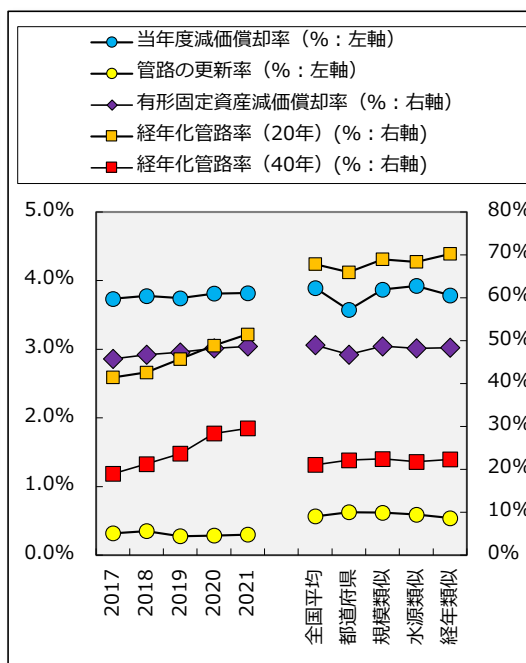 当年度減価償却率（%：左軸）
管路の更新率（%：左軸）
有形固定資産減価償却率（%：右軸）
経年化管路率（20年）(%：右軸)
経年化管路率（40年）(%：右軸)
5.0%
4.0%
3.0%
2.0%
1.0%
0.0%
80%
70%
60%
50%
40%
30%
20%
10%
0%
2017
2018
2019
2020
2021
全国平均
都道府県
規模類似
水源類似
経年類似